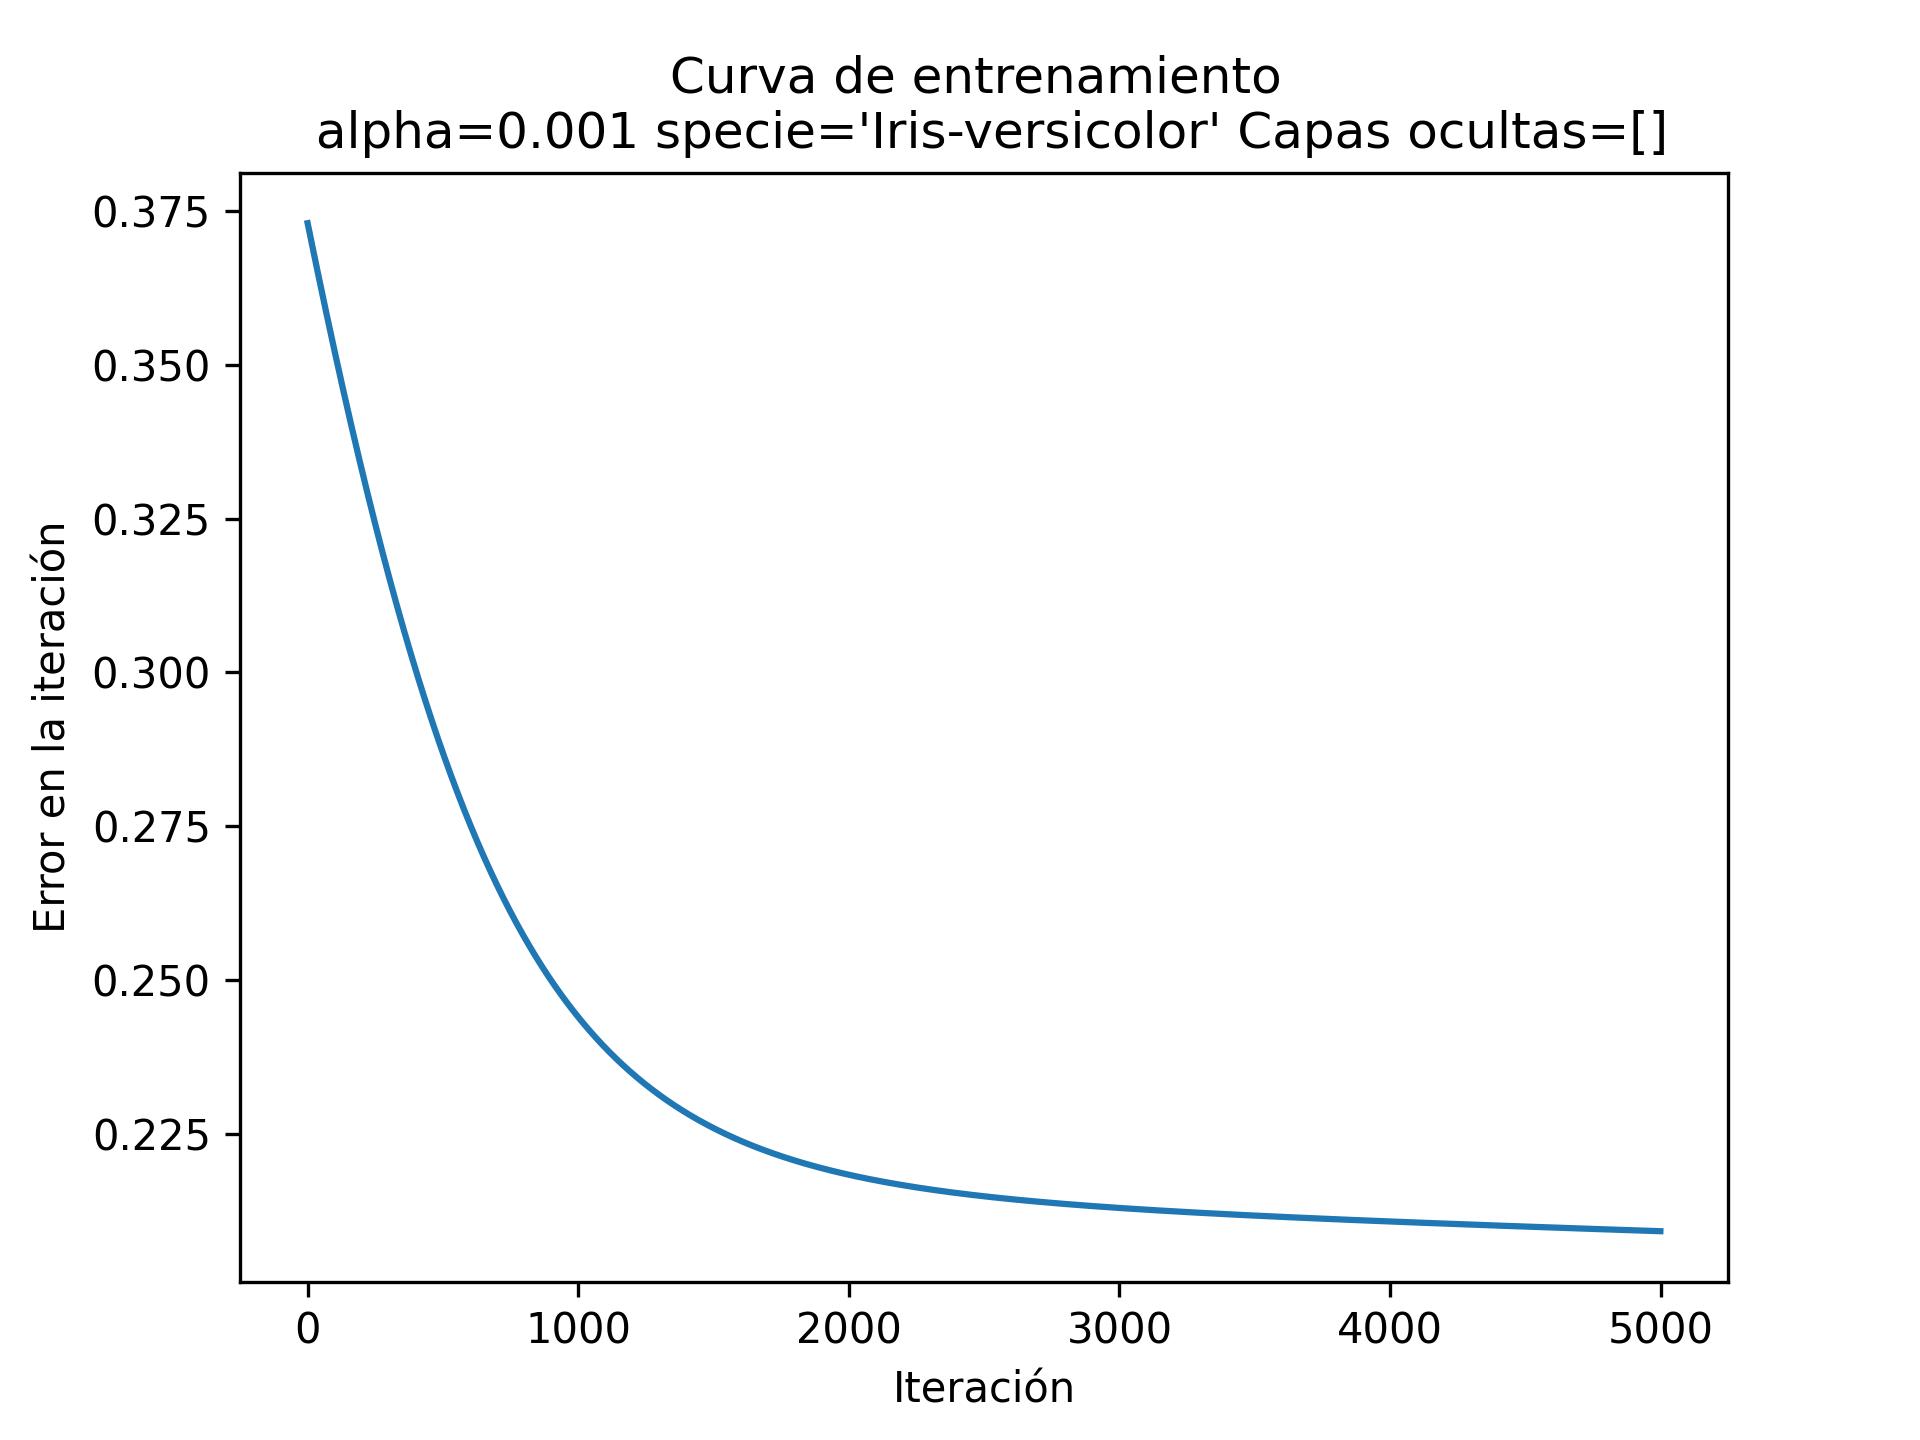 Curva de entrenamiento
alpha=0.001 specie='Iris-versicolor' Capas ocultas=[]
Error en la iteración
0.375
0.350
0.325
0.300
0.275
0.250
0.225
0 1000 2000 3000 4000 5000
Iteración